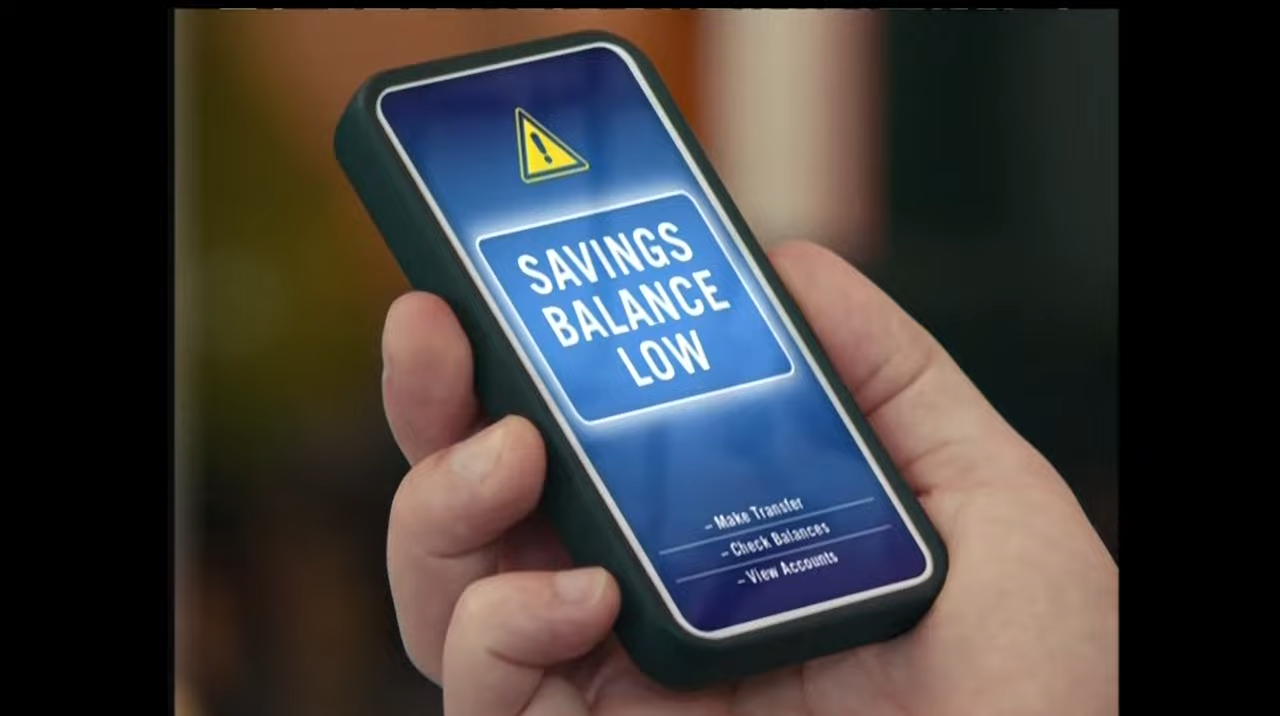 SAVINGS
BALANCE
LOW
– Make Transfer
– Check Balances
– View Accounts